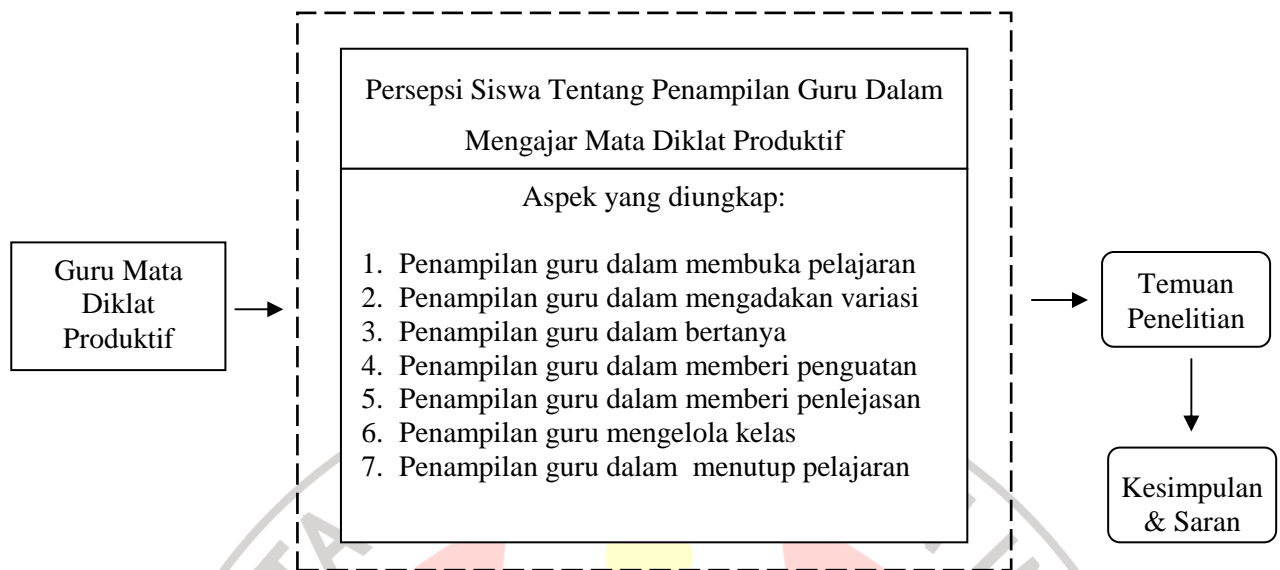 Persepsi Siswa Tentang Penampilan Guru Dalam
Mengajar Mata Diklat Produktif
Aspek yang diungkap:
Guru Mata
Diklat
Produktif
1. Penampilan guru dalam membuka pelajaran
2. Penampilan guru dalam mengadakan variasi
3. Penampilan guru dalam bertanya
4. Penampilan guru dalam memberi penguatan
5. Penampilan guru dalam memberi penlejasan
6. Penampilan guru mengelola kelas
7. Penampilan guru dalam menutup pelajaran
Temuan
Penelitian
Kesimpulan
& Saran